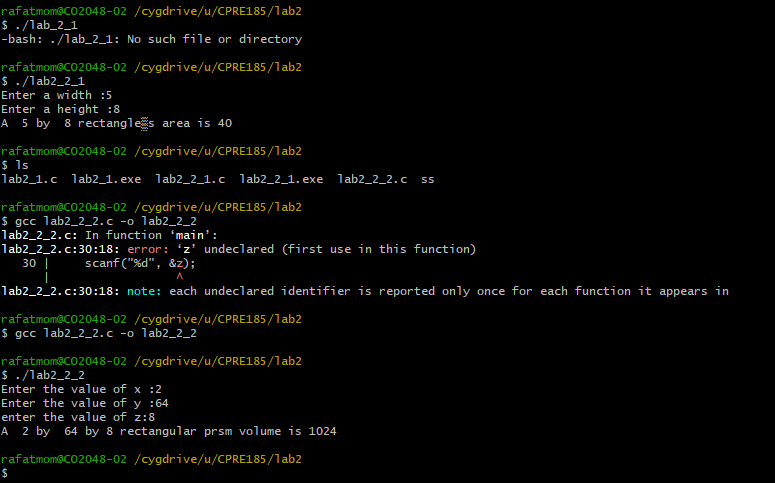 rafatmom@CO2048-02 /cygdrive/u/CPRE185/lab2
$ ./lab_2_1
-bash: ./lab_2_1: No such file or directory
rafatmom@CO2048-02 /cygdrive/u/CPRE185/lab2
$ ./lab2_2_1
Enter a width :5
Enter a height :8
A  5 by  8 rectangle▒s area is 40
rafatmom@CO2048-02 /cygdrive/u/CPRE185/lab2
$ ls
lab2_1.c  lab2_1.exe  lab2_2_1.c  lab2_2_1.exe  lab2_2_2.c  ss
rafatmom@CO2048-02 /cygdrive/u/CPRE185/lab2
$ gcc lab2_2_2.c -o lab2_2_2
lab2_2_2.c: In function ‘main’:
lab2_2_2.c:30:18: error: ‘z’ undeclared (first use in this function)
   30 |     scanf("%d", &z);
      |                  ^
lab2_2_2.c:30:18: note: each undeclared identifier is reported only once for each function it appears in
rafatmom@CO2048-02 /cygdrive/u/CPRE185/lab2
$ gcc lab2_2_2.c -o lab2_2_2
rafatmom@CO2048-02 /cygdrive/u/CPRE185/lab2
$ ./lab2_2_2
Enter the value of x :2
Enter the value of y :64
enter the value of z:8
A  2 by  64 by 8 rectangular prsm volume is 1024
rafatmom@CO2048-02 /cygdrive/u/CPRE185/lab2
$